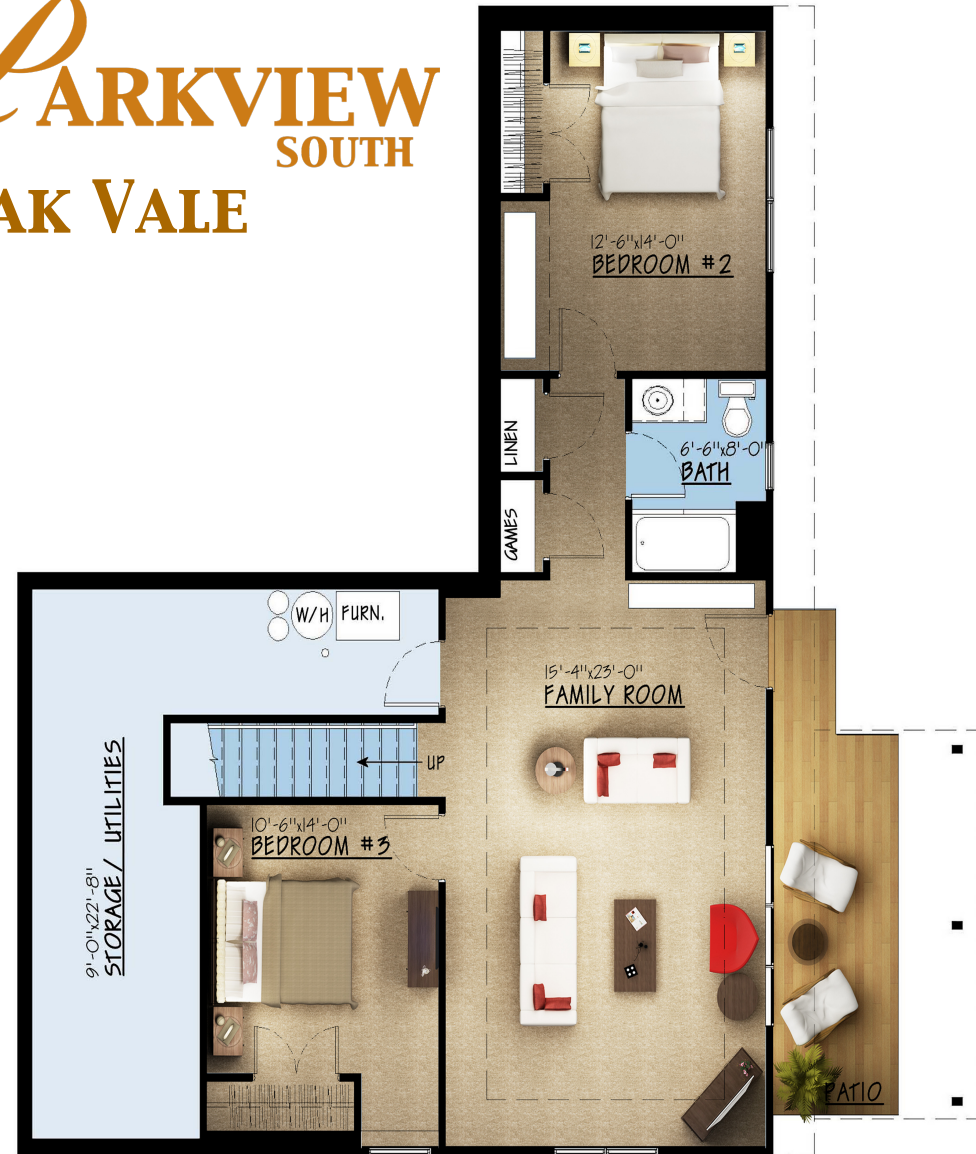 PARKVIEW
SOUTH
AK VALE
12'-6"x14'-0"
BEDROOM #2
LINEN
6'-6"x8'-0"
BATH
GAMES
W/H
FURN.
15'-4"x23'-0"
FAMILY ROOM
UP
10'-6"x14'-0"
BEDROOM #3
9'-0"x22'-8"
STORAGE/ UTILITIES
PATIO